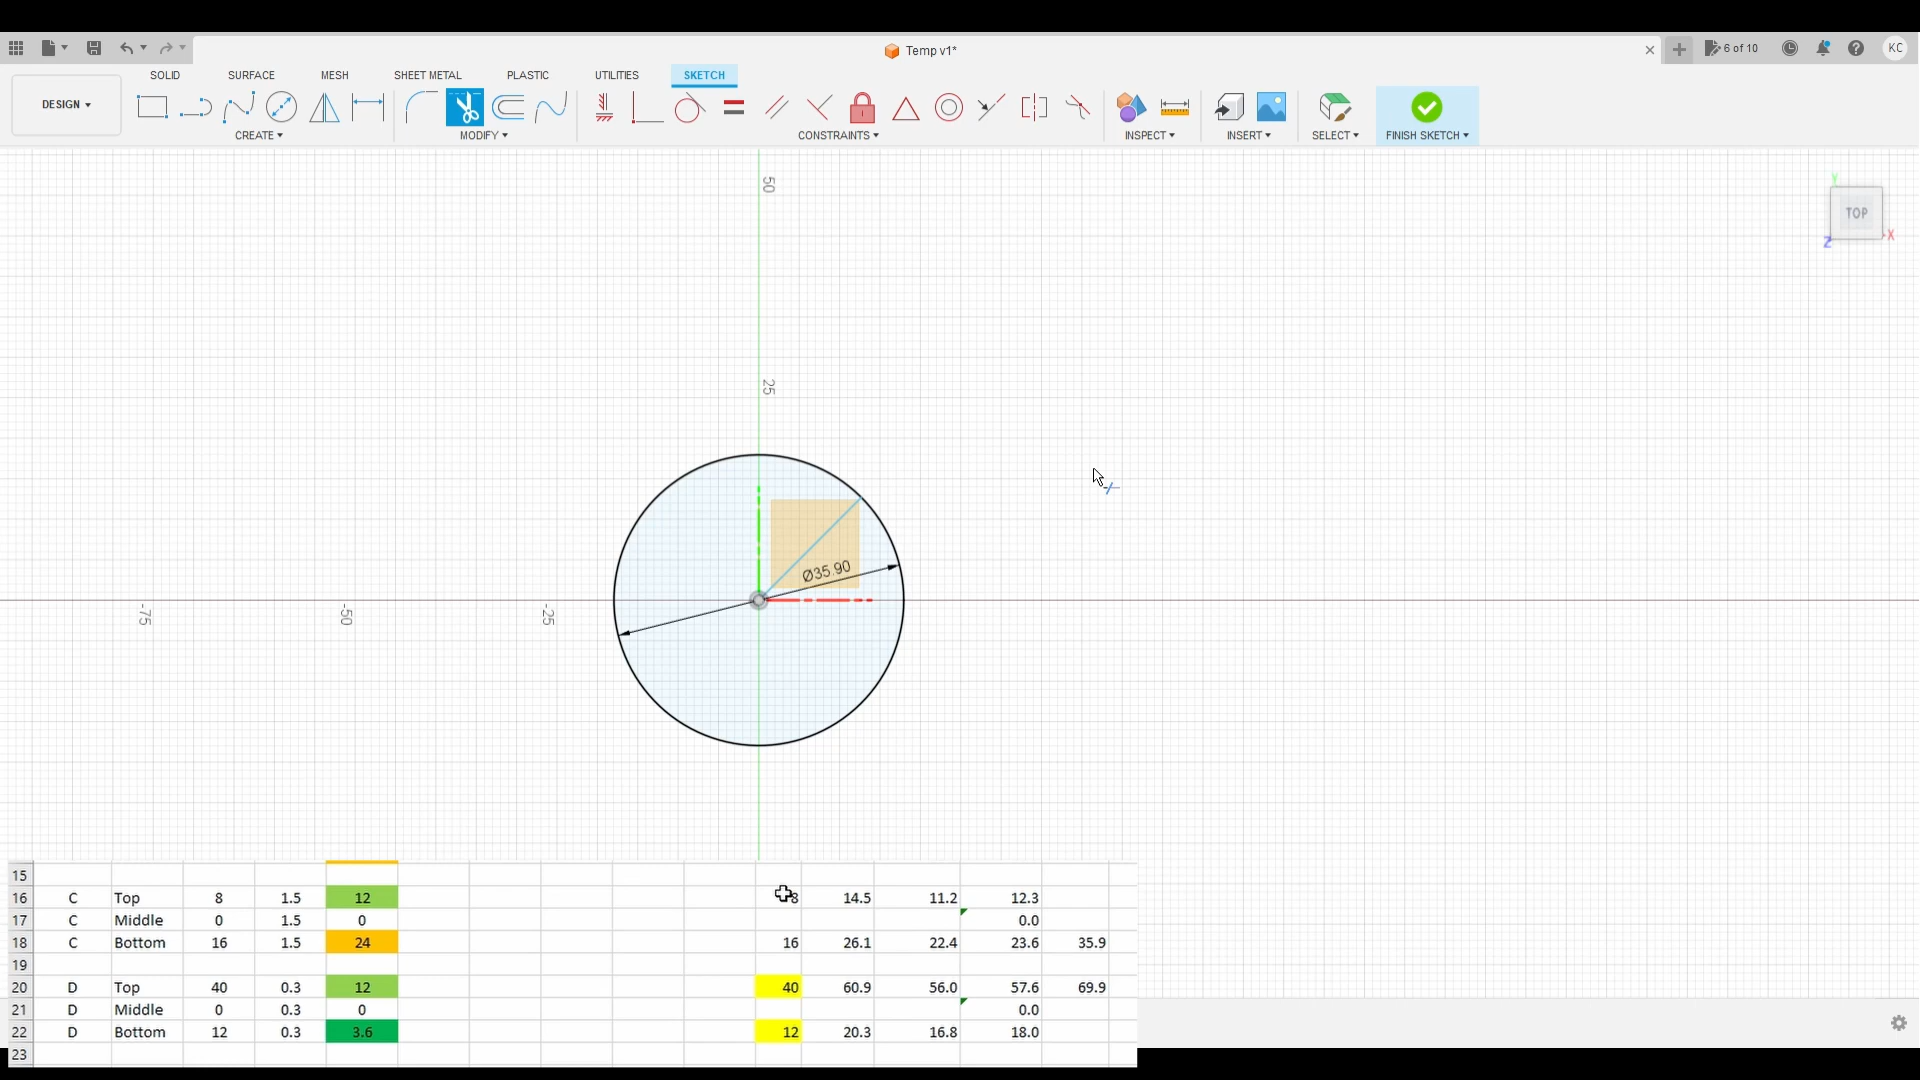 Temp v1*
6 of 10
KC
DESIGN
SOLID SURFACE MESH SHEET METAL PLASTIC UTILITIES SKETCH
CREATE MODIFY CONSTRAINTS INSPECT INSERT SELECT FINISH SKETCH
50
Y
TOP
Z X
25
Ø35.90
-75 -50 -25
15
16 C Top 8 1.5 12 8 14.5 11.2 12.3
17 C Middle 0 1.5 0 0.0
18 C Bottom 16 1.5 24 16 26.1 22.4 23.6 35.9
19
20 D Top 40 0.3 12 40 60.9 56.0 57.6 69.9
21 D Middle 0 0.3 0 0.0
22 D Bottom 12 0.3 3.6 12 20.3 16.8 18.0
23